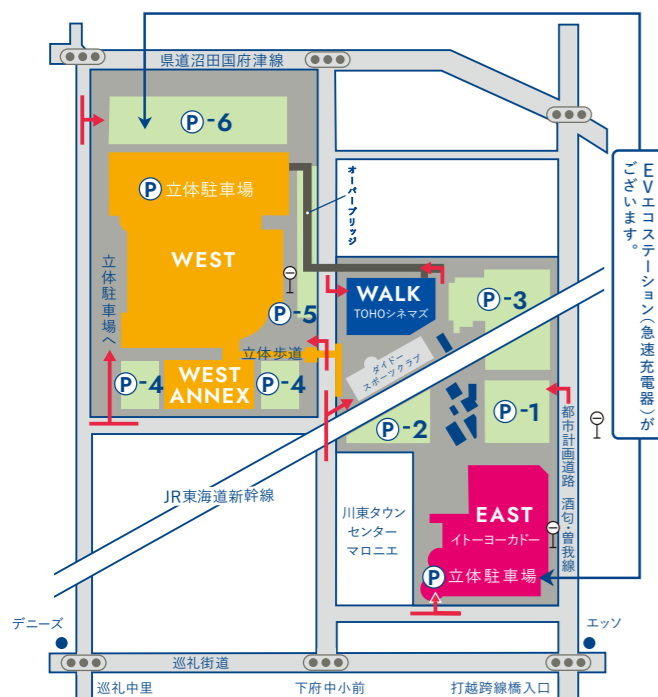 県道沼田国府津線
P-6
P 立体駐車場
オーバーブリッジ
WEST
WALK
TOHOシネマズ
P-3
立体駐車場へ
P-5
立体歩道
ダイドー
スポーツクラブ
P-4
WEST
ANNEX
P-4
P-2
P-1
EVエコステーション(急速充電器)が
ございます。
都市計画道路 酒匂・曽我線
JR東海道新幹線
川東タウン
センター
マロニエ
EAST
イトーヨーカドー
P 立体駐車場
デニーズ
エッソ
巡礼街道
巡礼中里
下府中小前
打越跨線橋入口